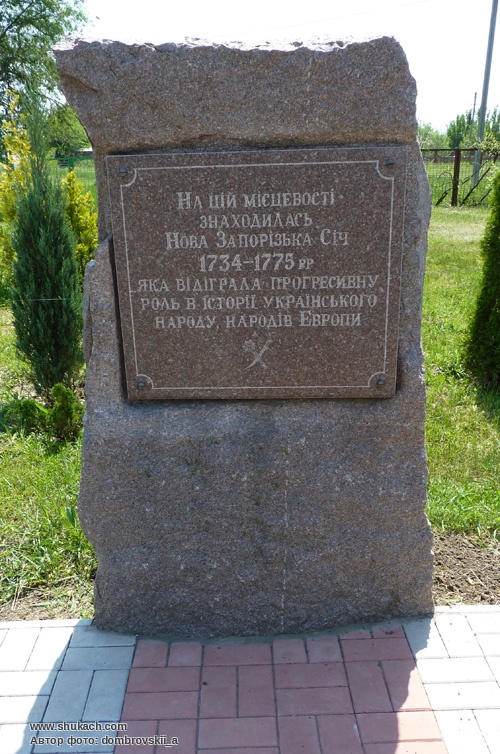 На цій місцевості
знаходилась
Нова Запорізька Січ
1734-1775 рр
яка відіграла прогресивну
роль в історії українського
народу, народів Европи
www.shukach.com
Автор фото: dombrovskii_a